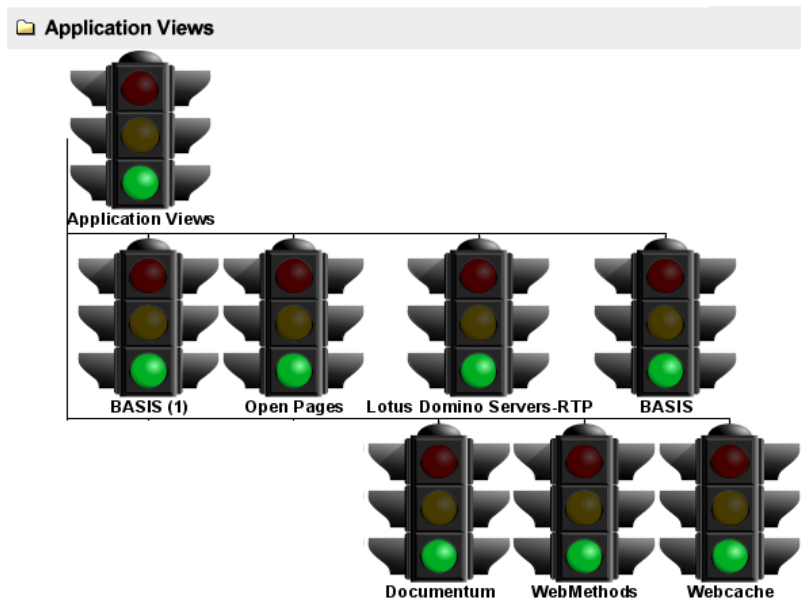 Application Views
Application Views
BASIS (1)
Open Pages
Lotus Domino Servers-RTP
BASIS
Documentum
WebMethods
Webcache